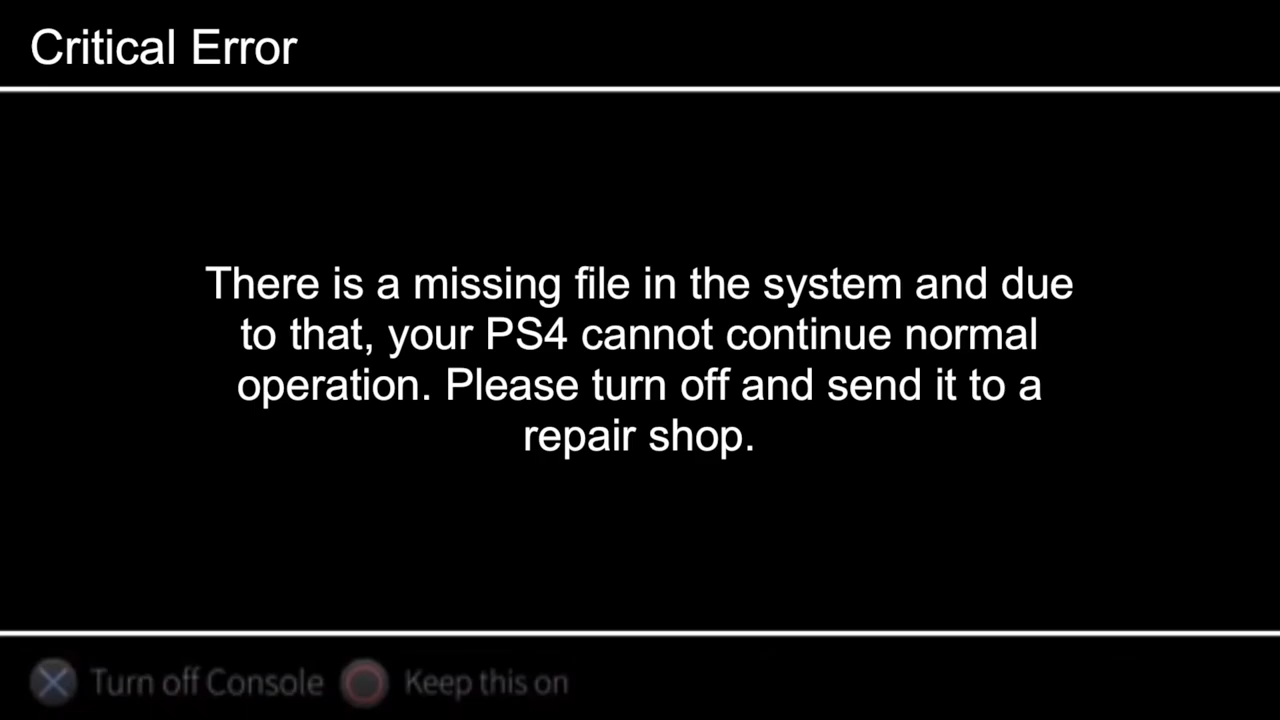 Critical Error
There is a missing file in the system and due
to that, your PS4 cannot continue normal
operation. Please turn off and send it to a
repair shop.
Turn off Console Keep this on